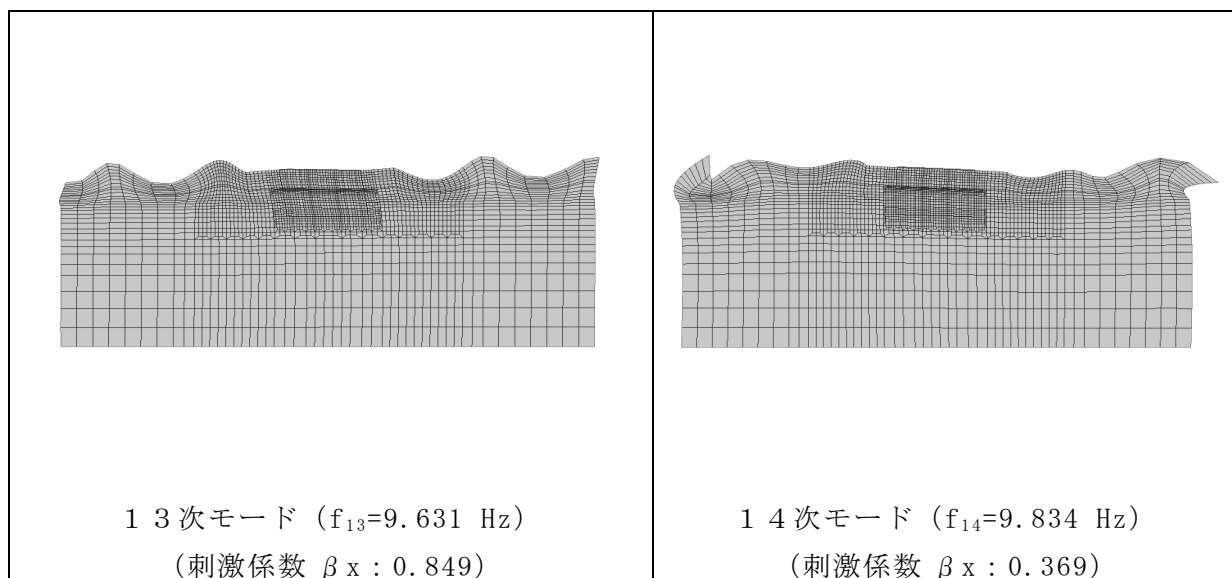 １３次モード (f₁₃=9.631 Hz)
(刺激係数 βx：0.849)
１４次モード (f₁₄=9.834 Hz)
(刺激係数 βx：0.369)